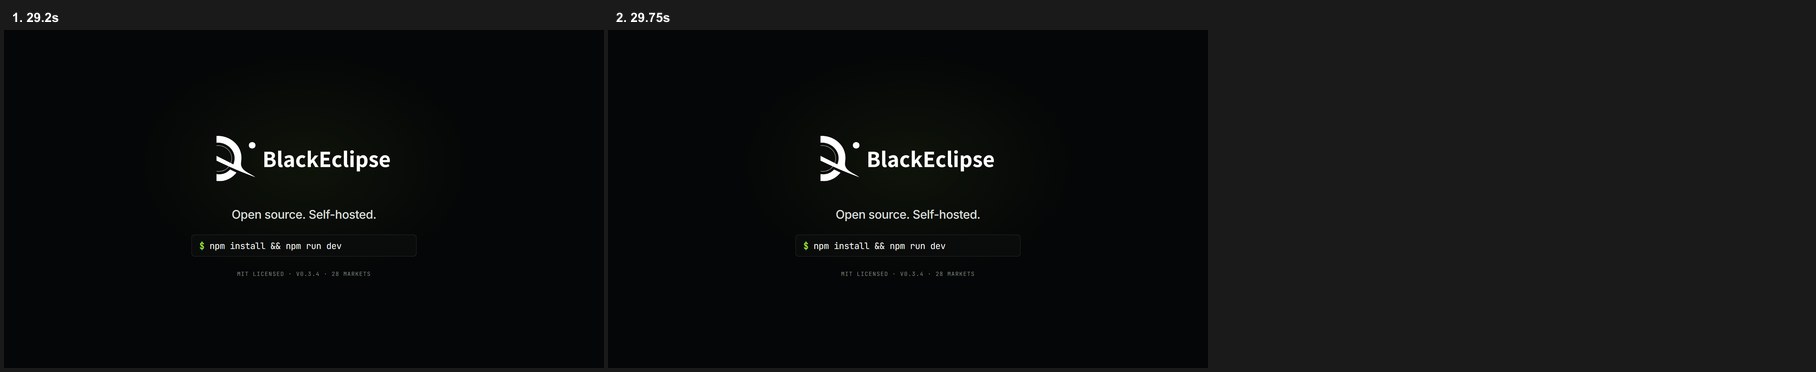 1. 29.2s
BlackEclipse
Open source. Self-hosted.
$ npm install && npm run dev
MIT LICENSED · V0.3.4 · 28 MARKETS
2. 29.75s
BlackEclipse
Open source. Self-hosted.
$ npm install && npm run dev
MIT LICENSED · V0.3.4 · 28 MARKETS